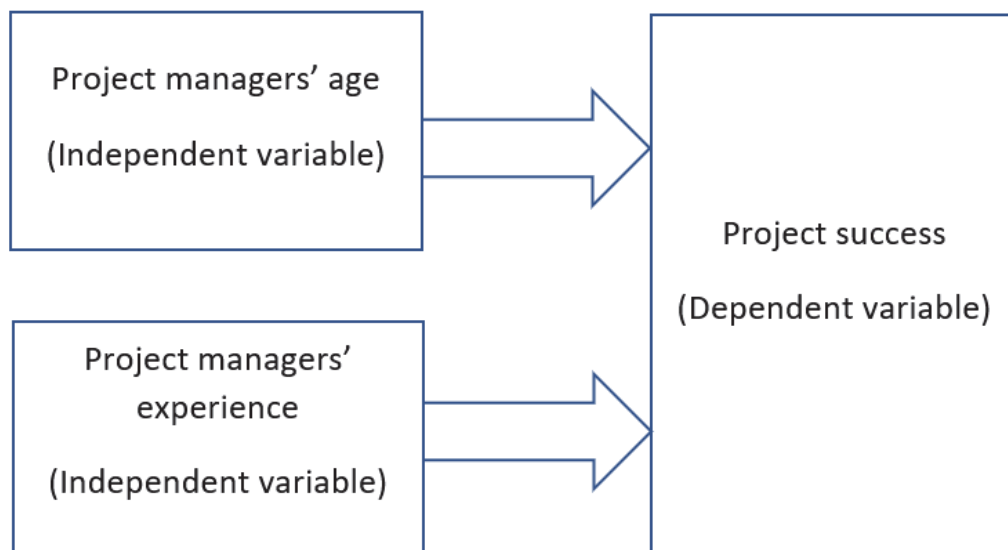 Project managers’ age
(Independent variable)
Project managers’
experience
(Independent variable)
Project success
(Dependent variable)